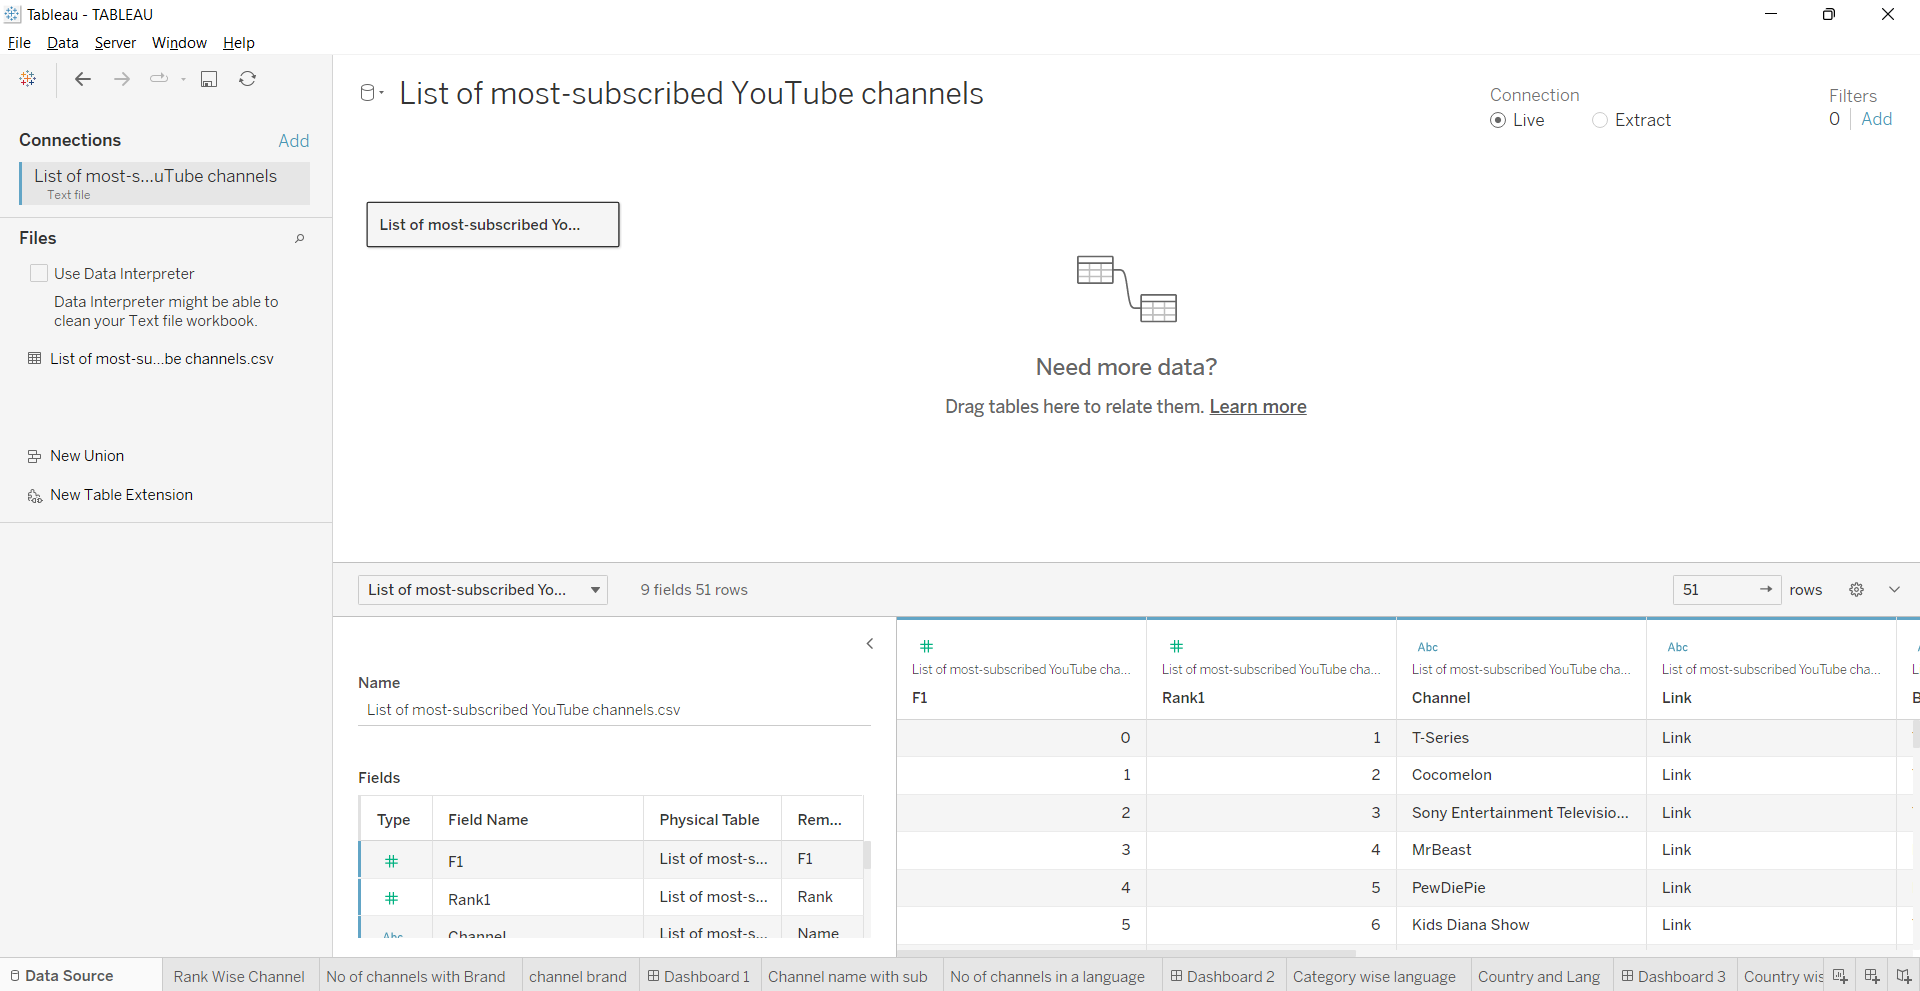 Tableau - TABLEAU
File Data Server Window Help
List of most-subscribed YouTube channels
Connection
Live Extract
Filters
0 Add
Connections Add
List of most-s...uTube channels
Text file
Files
Use Data Interpreter
Data Interpreter might be able to
clean your Text file workbook.
List of most-su...be channels.csv
New Union
New Table Extension
List of most-subscribed Yo...
Need more data?
Drag tables here to relate them. Learn more
List of most-subscribed Yo... 9 fields 51 rows 51 rows
Name
List of most-subscribed YouTube channels.csv
Fields
Type Field Name Physical Table Rem...
# F1 List of most-s... F1
# Rank1 List of most-s... Rank
Abc Channel List of most-s... Name
# # Abc Abc
List of most-subscribed YouTube cha... List of most-subscribed YouTube cha... List of most-subscribed YouTube cha... List of most-subscribed YouTube cha...
F1 Rank1 Channel Link
0 1 T-Series Link
1 2 Cocomelon Link
2 3 Sony Entertainment Televisio... Link
3 4 MrBeast Link
4 5 PewDiePie Link
5 6 Kids Diana Show Link
Data Source Rank Wise Channel No of channels with Brand channel brand Dashboard 1 Channel name with sub No of channels in a language Dashboard 2 Category wise language Country and Lang Dashboard 3 Country wis